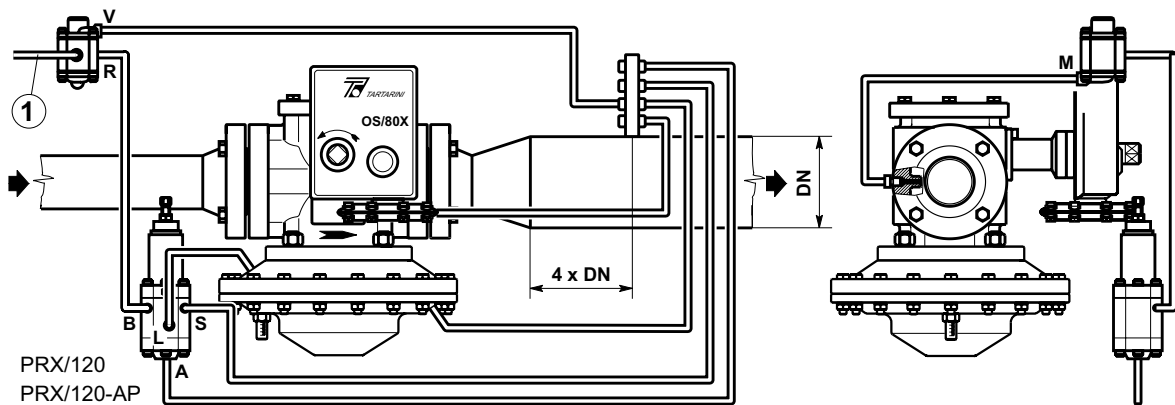 V
M
R
1
TARTARINI
OS/80X
DN
4 x DN
B
S
L
A
PRX/120
PRX/120-AP